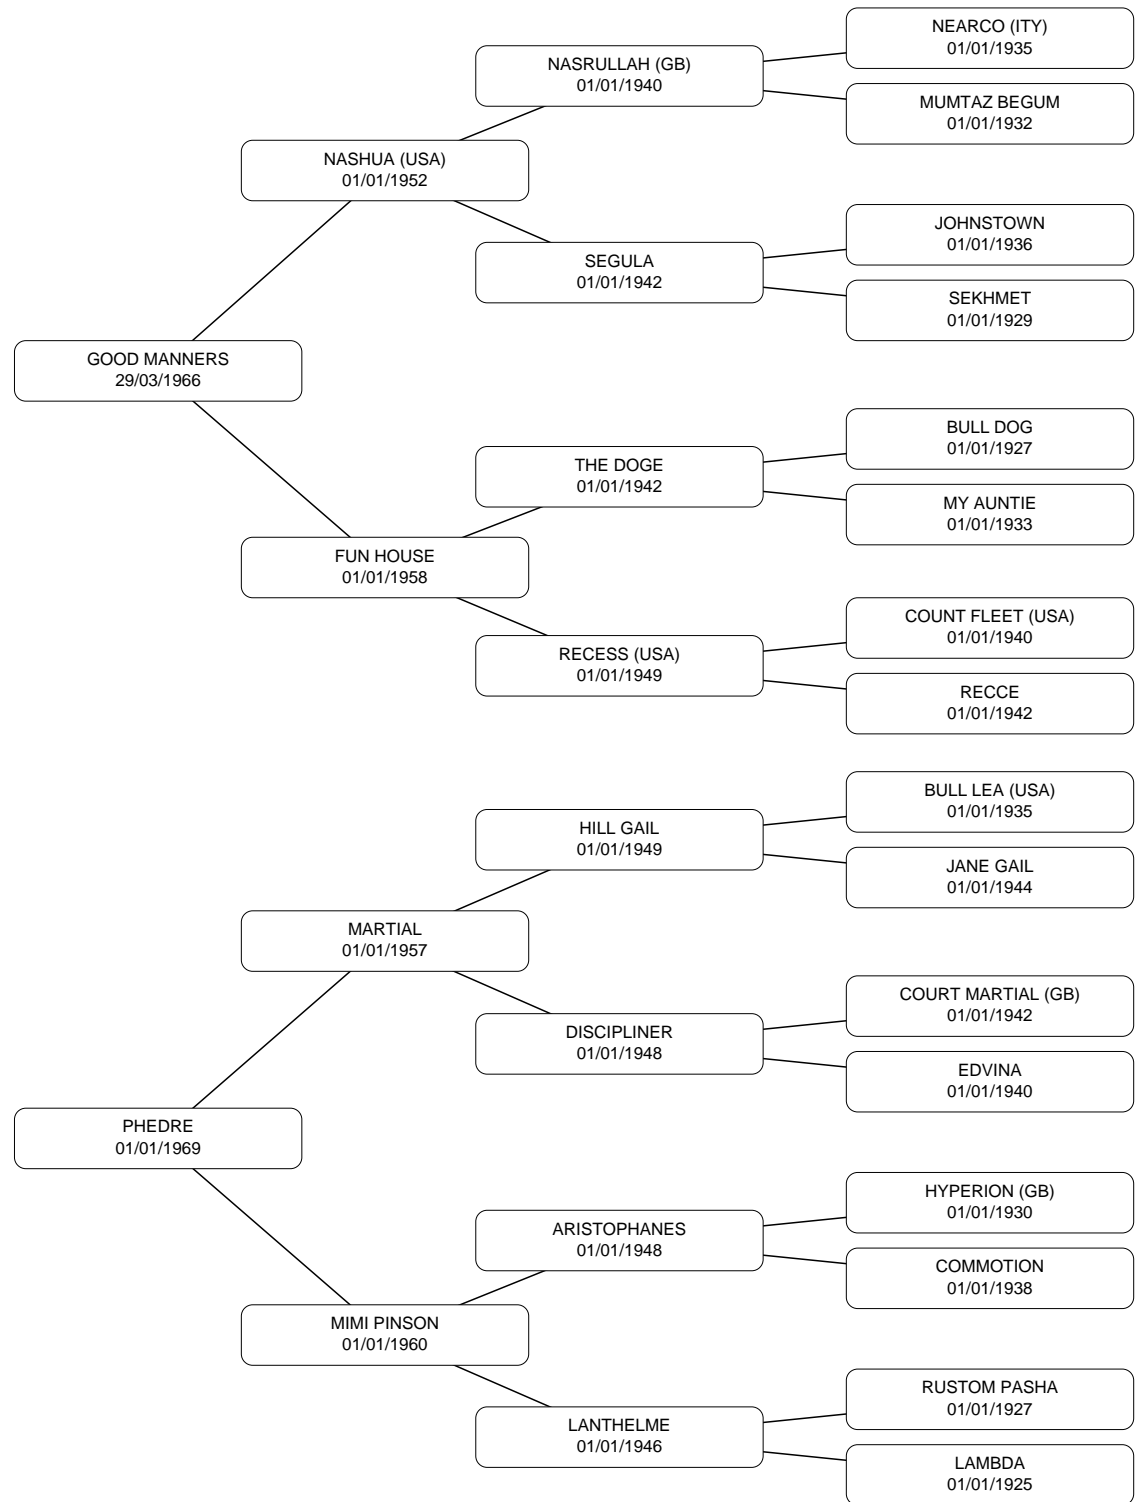 NEARCO (ITY)
01/01/1935
NASRULLAH (GB)
01/01/1940
MUMTAZ BEGUM
01/01/1932
NASHUA (USA)
01/01/1952
JOHNSTOWN
01/01/1936
SEGULA
01/01/1942
SEKHMET
01/01/1929
GOOD MANNERS
29/03/1966
BULL DOG
01/01/1927
THE DOGE
01/01/1942
MY AUNTIE
01/01/1933
FUN HOUSE
01/01/1958
COUNT FLEET (USA)
01/01/1940
RECESS (USA)
01/01/1949
RECCE
01/01/1942
BULL LEA (USA)
01/01/1935
HILL GAIL
01/01/1949
JANE GAIL
01/01/1944
MARTIAL
01/01/1957
COURT MARTIAL (GB)
01/01/1942
DISCIPLINER
01/01/1948
EDVINA
01/01/1940
PHEDRE
01/01/1969
HYPERION (GB)
01/01/1930
ARISTOPHANES
01/01/1948
COMMOTION
01/01/1938
MIMI PINSON
01/01/1960
RUSTOM PASHA
01/01/1927
LANTHELME
01/01/1946
LAMBDA
01/01/1925